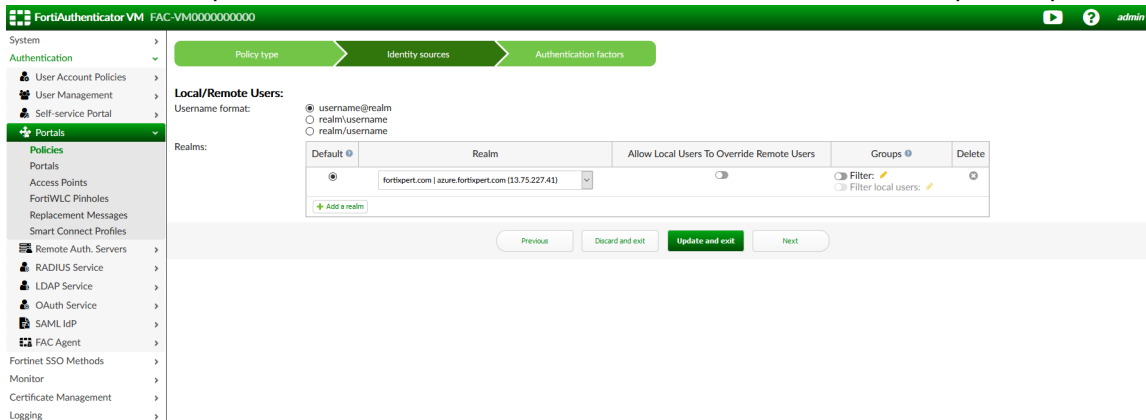 FortiAuthenticator VM FAC-VM0000000000
admin
System
Authentication
User Account Policies
User Management
Self-service Portal
Portals
Policies
Portals
Access Points
FortiWLC Pinholes
Replacement Messages
Smart Connect Profiles
Remote Auth. Servers
RADIUS Service
LDAP Service
OAuth Service
SAML IdP
FAC Agent
Fortinet SSO Methods
Monitor
Certificate Management
Logging
Policy type Identity sources Authentication factors
Local/Remote Users:
Username format: username@realm
realm\username
realm/username
Realms:
Default Realm Allow Local Users To Override Remote Users Groups Delete
fortixpert.com | azure.fortixpert.com (13.75.227.41) Filter:
Filter local users:
+ Add a realm
Previous Discard and exit Update and exit Next